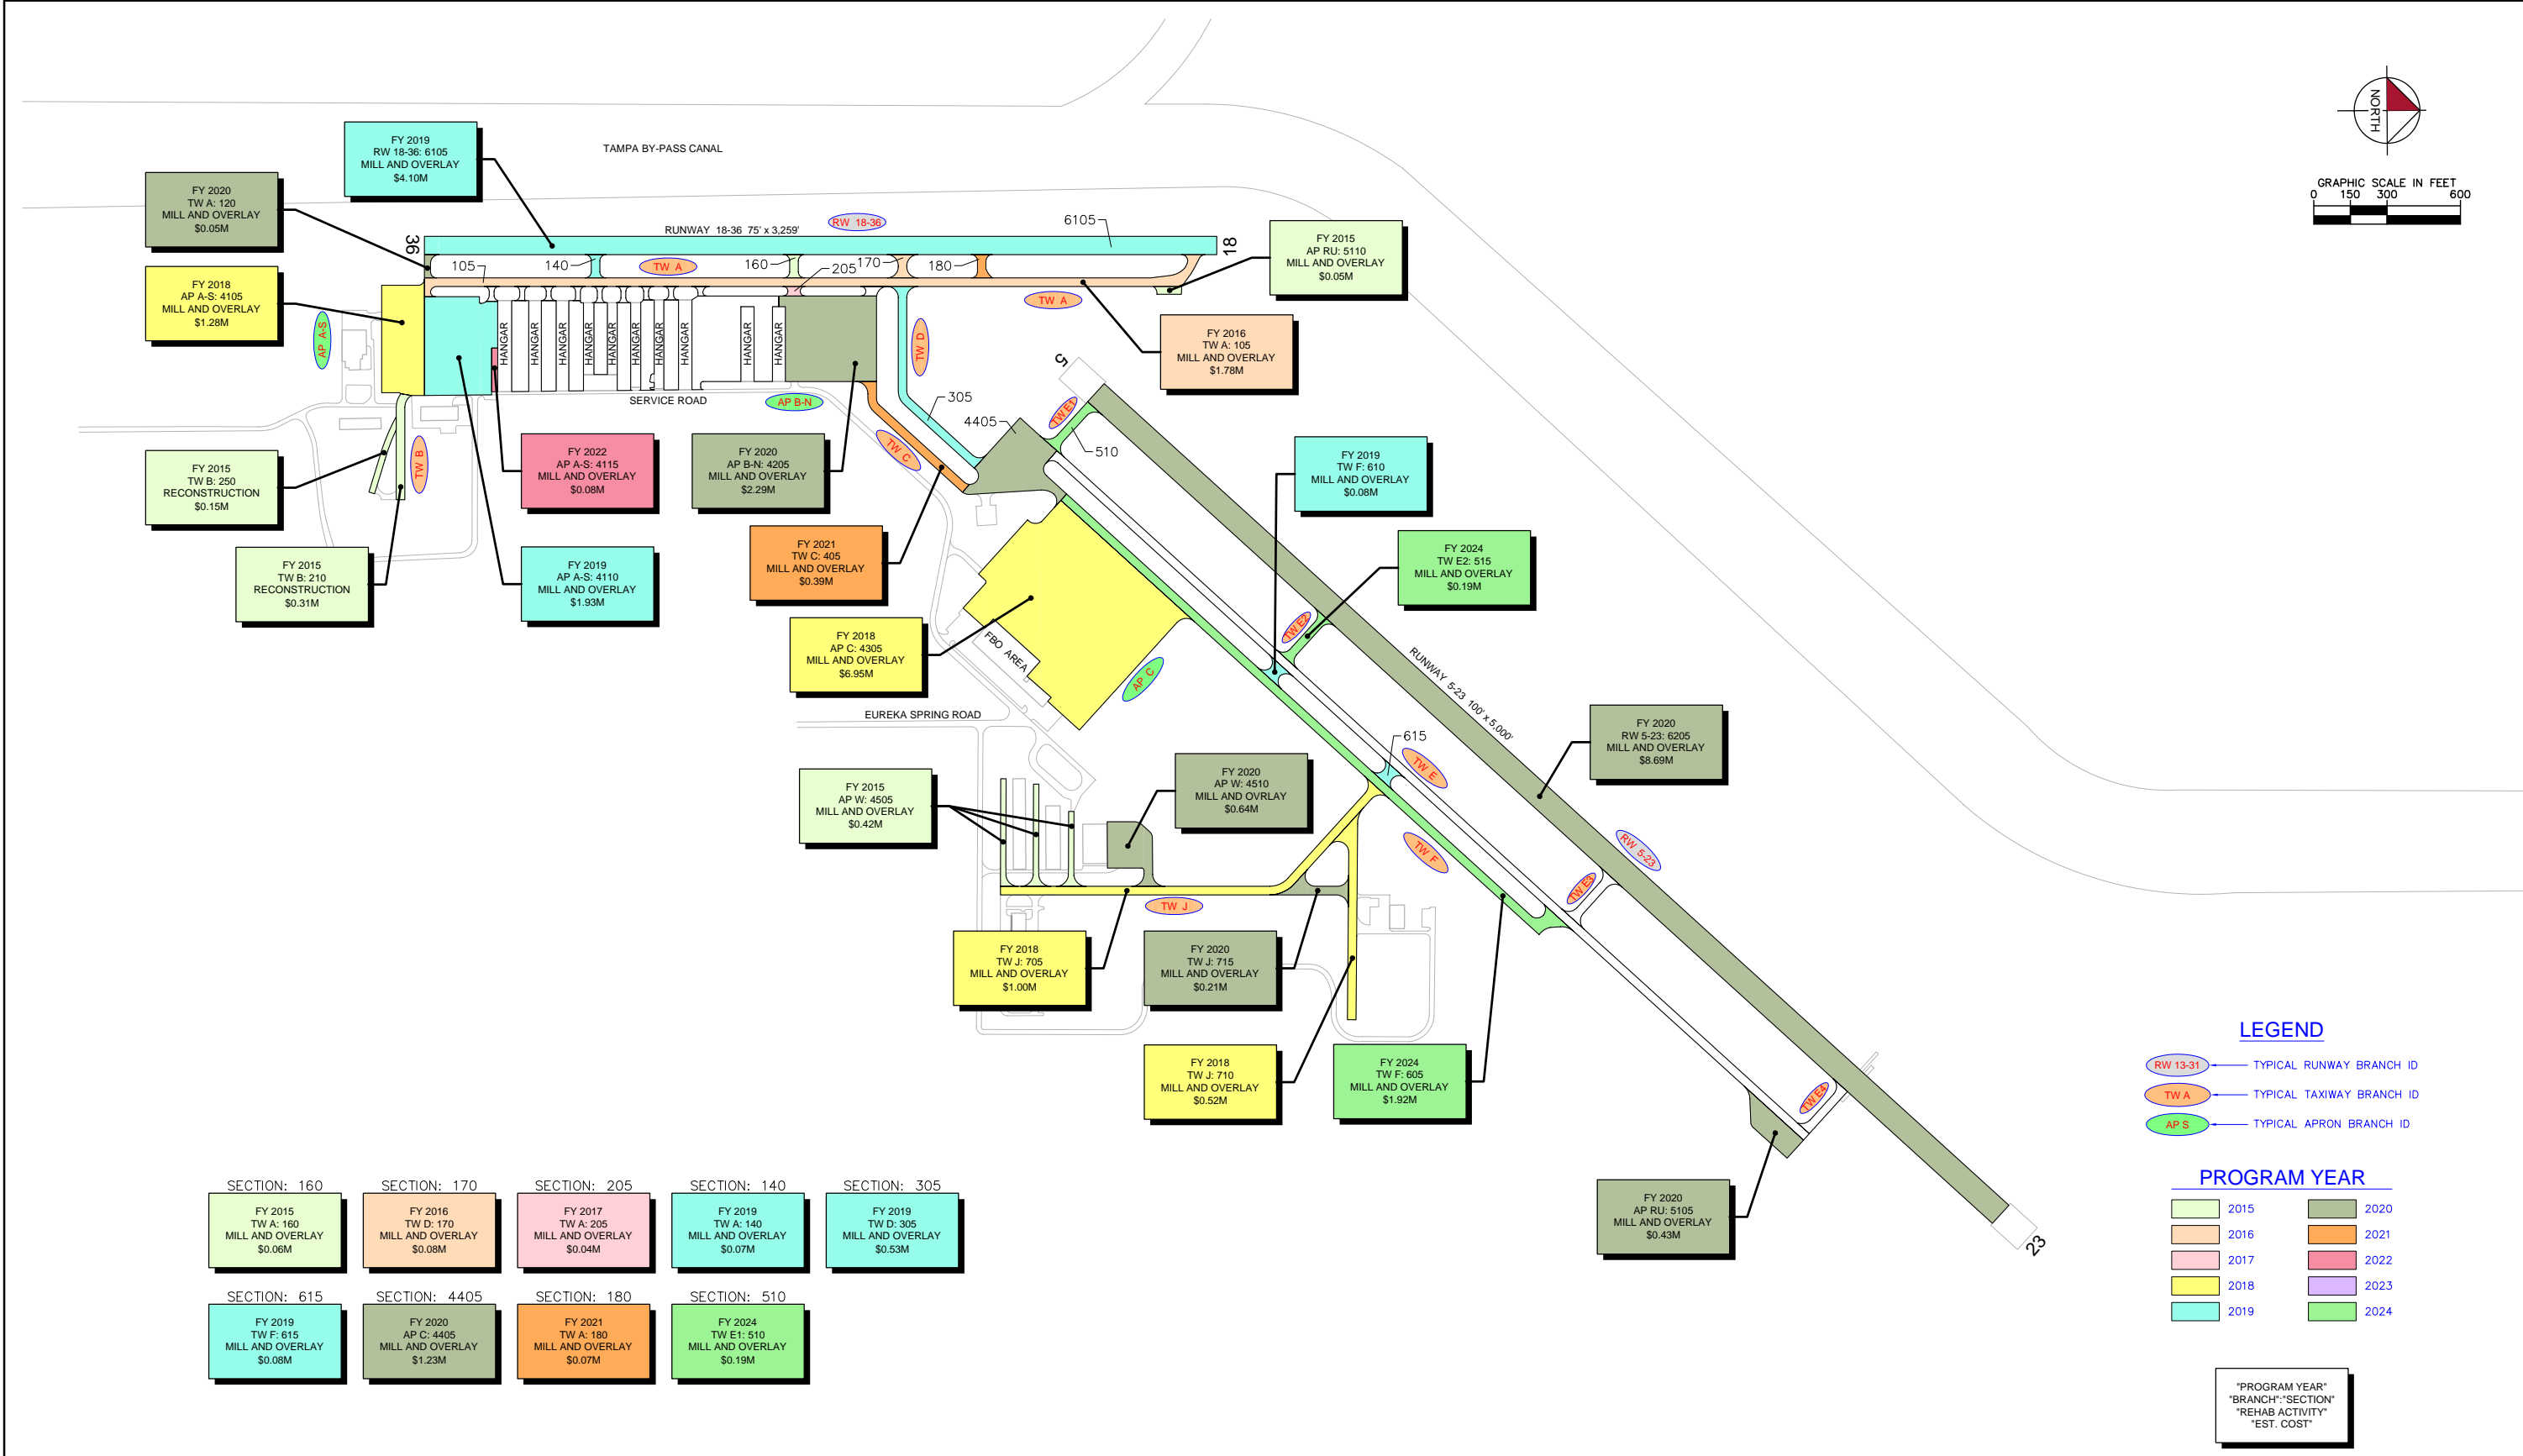 NORTH
GRAPHIC SCALE IN FEET
0 150 300 600
TAMPA BY-PASS CANAL
FY 2019
RW 18-36: 6105
MILL AND OVERLAY
$4.10M
FY 2020
TW A: 120
MILL AND OVERLAY
$0.05M
FY 2018
AP A-S: 4105
MILL AND OVERLAY
$1.28M
RW 18-36
RUNWAY 18-36 75' x 3,259'
6105
36
18
105
140
TW A
160
205
170
180
TW A
FY 2015
AP RU: 5110
MILL AND OVERLAY
$0.05M
FY 2016
TW A: 105
MILL AND OVERLAY
$1.78M
AP A-S
HANGAR
HANGAR
HANGAR
HANGAR
HANGAR
HANGAR
HANGAR
HANGAR
HANGAR
HANGAR
TW D
SERVICE ROAD
AP B-N
305
4405
TW C
TW E1
510
5
TW B
FY 2015
TW B: 250
RECONSTRUCTION
$0.15M
FY 2015
TW B: 210
RECONSTRUCTION
$0.31M
FY 2022
AP A-S: 4115
MILL AND OVERLAY
$0.08M
FY 2019
AP A-S: 4110
MILL AND OVERLAY
$1.93M
FY 2020
AP B-N: 4205
MILL AND OVERLAY
$2.29M
FY 2021
TW C: 405
MILL AND OVERLAY
$0.39M
FY 2018
AP C: 4305
MILL AND OVERLAY
$6.95M
FY 2019
TW F: 610
MILL AND OVERLAY
$0.08M
FY 2024
TW E2: 515
MILL AND OVERLAY
$0.19M
TW E2
FBO AREA
AP C
EUREKA SPRING ROAD
RUNWAY 5-23 100' x 5,000'
FY 2020
RW 5-23: 6205
MILL AND OVERLAY
$8.69M
615
TW E
TW F
RW 5-23
TW E3
FY 2015
AP W: 4505
MILL AND OVERLAY
$0.42M
FY 2020
AP W: 4510
MILL AND OVRLAY
$0.64M
TW J
FY 2018
TW J: 705
MILL AND OVERLAY
$1.00M
FY 2020
TW J: 715
MILL AND OVERLAY
$0.21M
FY 2018
TW J: 710
MILL AND OVERLAY
$0.52M
FY 2024
TW F: 605
MILL AND OVERLAY
$1.92M
TW E4
FY 2020
AP RU: 5105
MILL AND OVERLAY
$0.43M
23
LEGEND
RW 13-31 TYPICAL RUNWAY BRANCH ID
TW A TYPICAL TAXIWAY BRANCH ID
AP S TYPICAL APRON BRANCH ID
PROGRAM YEAR
2015 2020
2016 2021
2017 2022
2018 2023
2019 2024
"PROGRAM YEAR"
"BRANCH":"SECTION"
"REHAB ACTIVITY"
"EST. COST"
SECTION: 160
FY 2015
TW A: 160
MILL AND OVERLAY
$0.06M
SECTION: 170
FY 2016
TW D: 170
MILL AND OVERLAY
$0.08M
SECTION: 205
FY 2017
TW A: 205
MILL AND OVERLAY
$0.04M
SECTION: 140
FY 2019
TW A: 140
MILL AND OVERLAY
$0.07M
SECTION: 305
FY 2019
TW D: 305
MILL AND OVERLAY
$0.53M
SECTION: 615
FY 2019
TW F: 615
MILL AND OVERLAY
$0.08M
SECTION: 4405
FY 2020
AP C: 4405
MILL AND OVERLAY
$1.23M
SECTION: 180
FY 2021
TW A: 180
MILL AND OVERLAY
$0.07M
SECTION: 510
FY 2024
TW E1: 510
MILL AND OVERLAY
$0.19M